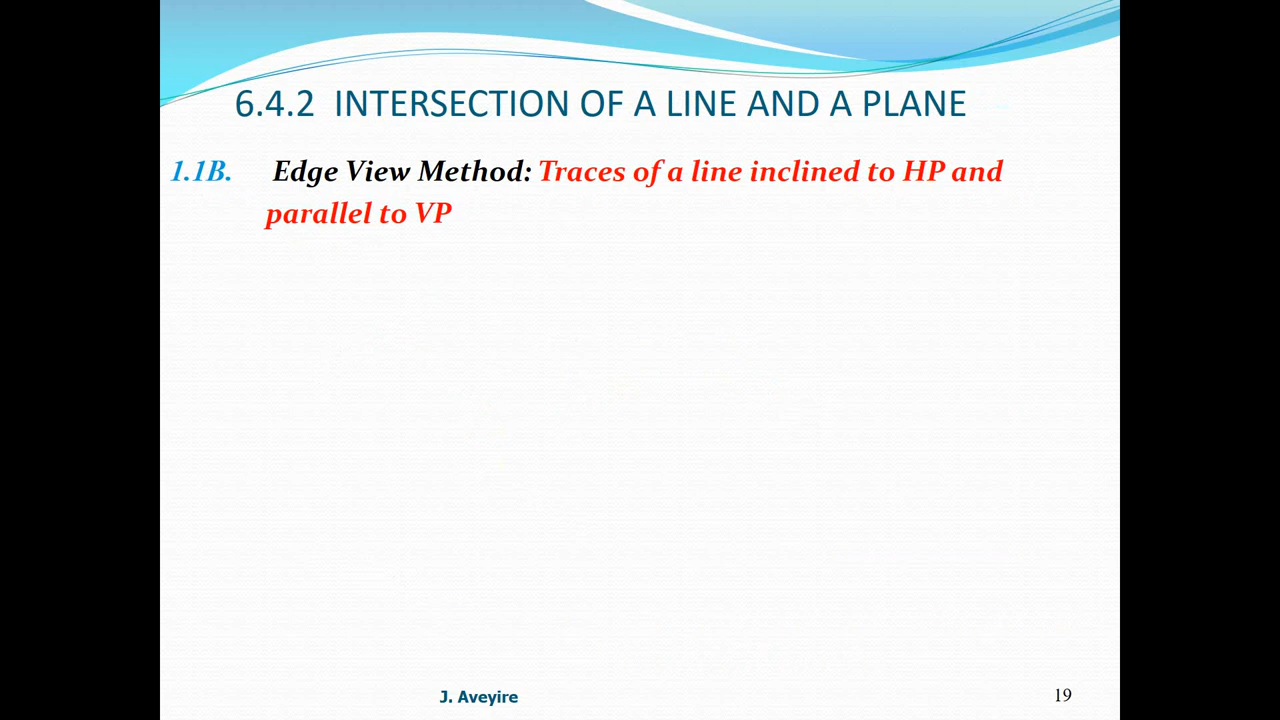 6.4.2 INTERSECTION OF A LINE AND A PLANE
1.1B. Edge View Method: Traces of a line inclined to HP and
parallel to VP
J. Aveyire
19